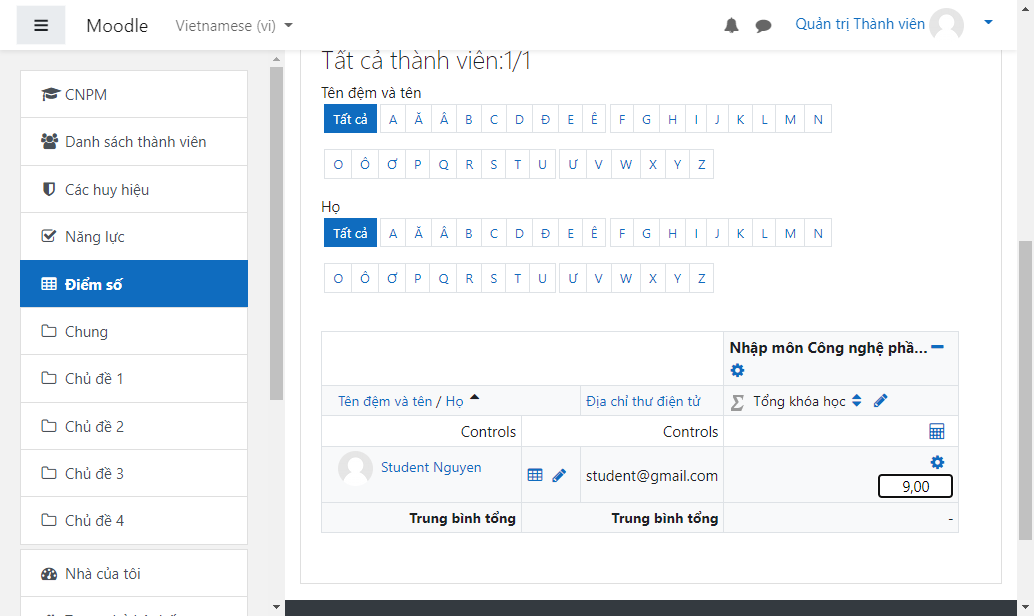 Moodle Vietnamese (vi) Quản trị Thành viên
CNPM
Danh sách thành viên
Các huy hiệu
Năng lực
Điểm số
Chung
Chủ đề 1
Chủ đề 2
Chủ đề 3
Chủ đề 4
Nhà của tôi
Tất cả thành viên:1/1
Tên đệm và tên
Tất cả A Ă Â B C D Đ E Ê F G H I J K L M N
O Ô Ơ P Q R S T U Ư V W X Y Z
Họ
Tất cả A Ă Â B C D Đ E Ê F G H I J K L M N
O Ô Ơ P Q R S T U Ư V W X Y Z
Nhập môn Công nghệ phầ...
Tên đệm và tên / Họ Địa chỉ thư điện tử Tổng khóa học
Controls Controls
Student Nguyen student@gmail.com 9,00
Trung bình tổng Trung bình tổng -